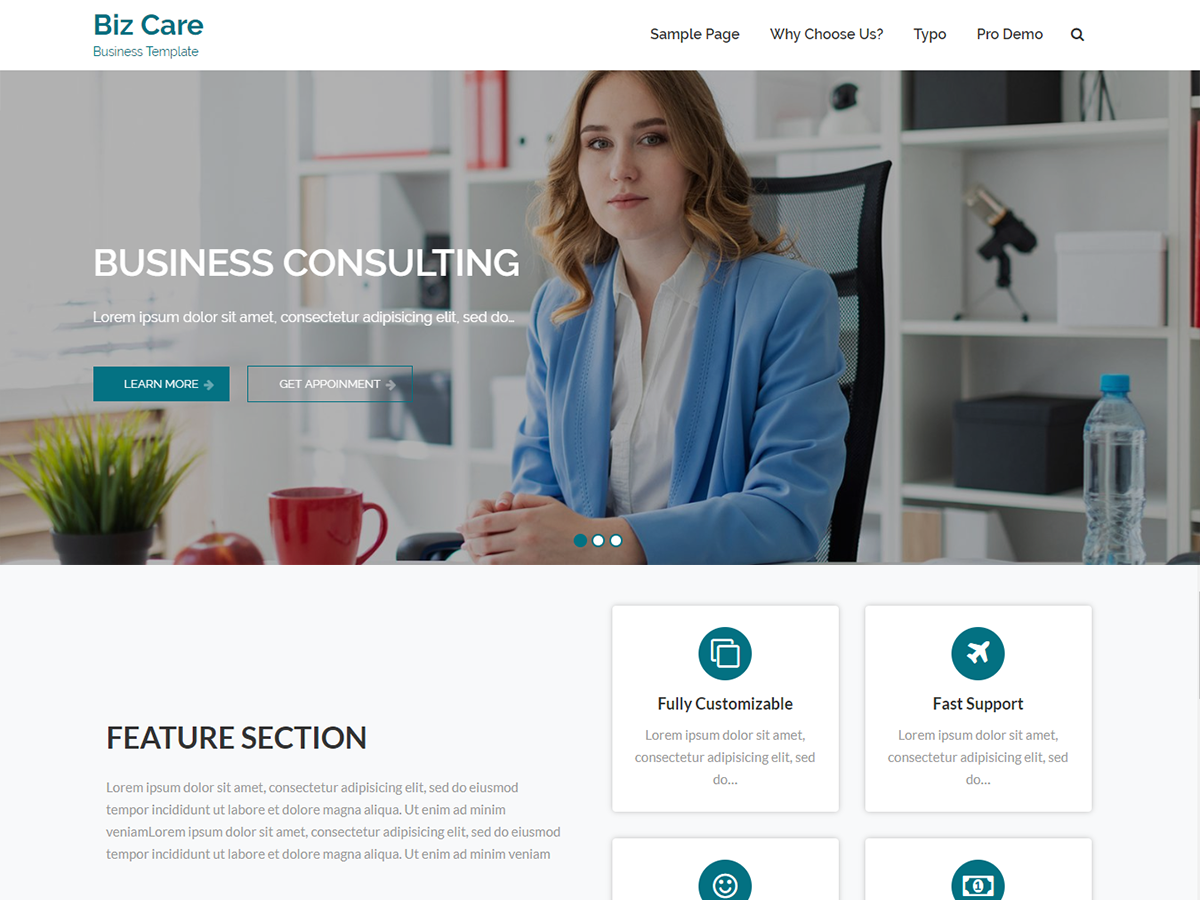 Biz Care
Business Template
Sample Page
Why Choose Us?
Typo
Pro Demo
BUSINESS CONSULTING
Lorem ipsum dolor sit amet, consectetur adipisicing elit, sed do...
LEARN MORE
GET APPOINMENT
FEATURE SECTION
Lorem ipsum dolor sit amet, consectetur adipisicing elit, sed do eiusmod
tempor incididunt ut labore et dolore magna aliqua. Ut enim ad minim
veniamLorem ipsum dolor sit amet, consectetur adipisicing elit, sed do eiusmod
tempor incididunt ut labore et dolore magna aliqua. Ut enim ad minim veniam
Fully Customizable
Lorem ipsum dolor sit amet,
consectetur adipisicing elit, sed
do...
Fast Support
Lorem ipsum dolor sit amet,
consectetur adipisicing elit, sed
do...
1